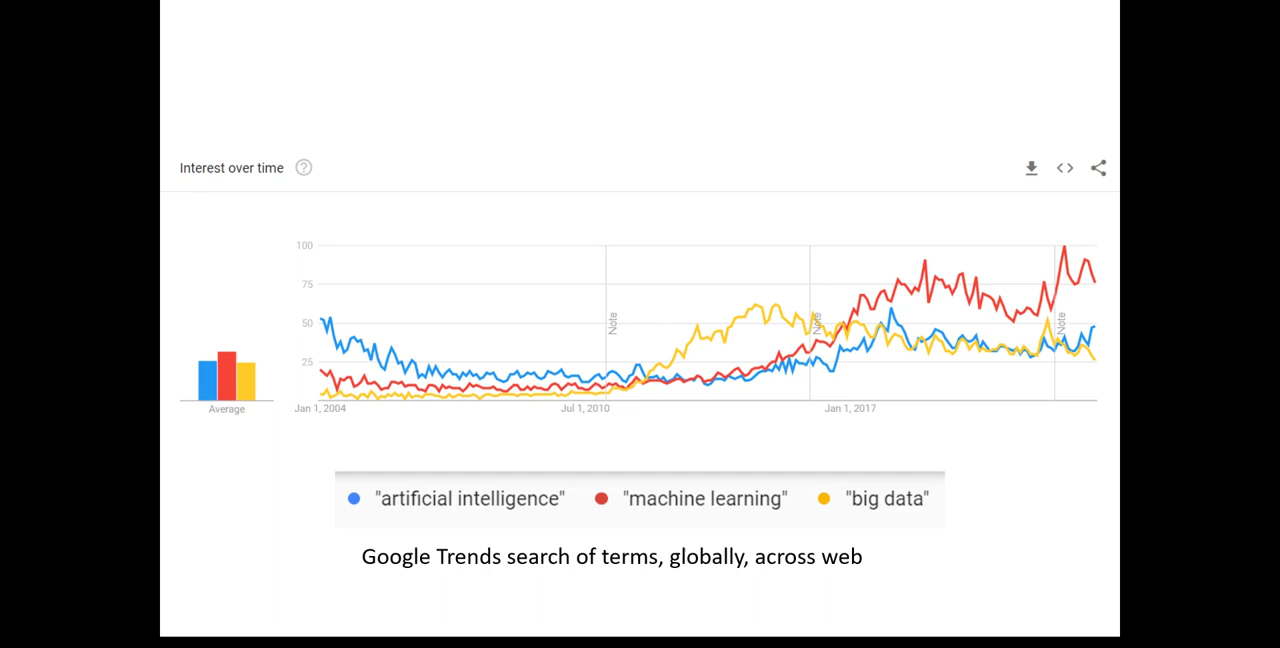 Interest over time ?
100
75
50
25
Note
Note
Note
Average
Jan 1, 2004
Jul 1, 2010
Jan 1, 2017
"artificial intelligence" "machine learning" "big data"
Google Trends search of terms, globally, across web